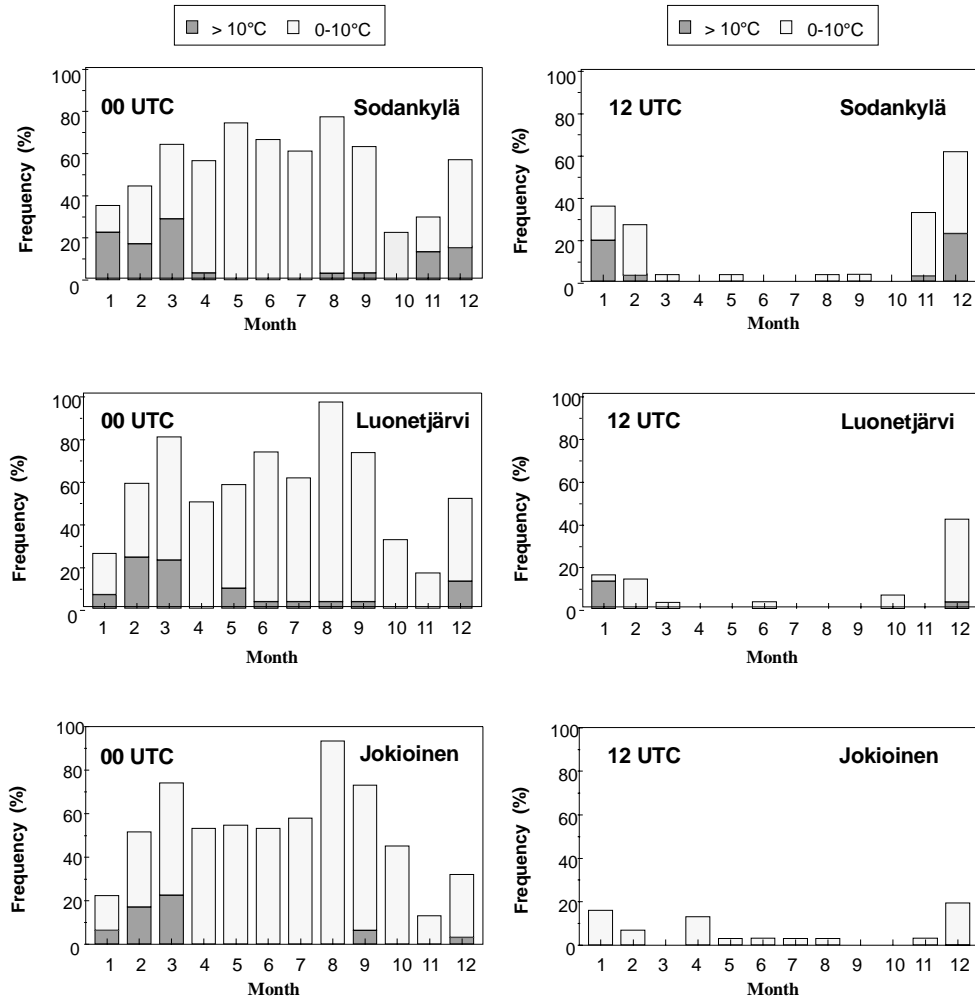 > 10°C 0-10°C
> 10°C 0-10°C
100
80
60
40
20
0
Frequency (%)
00 UTC Sodankylä
1 2 3 4 5 6 7 8 9 10 11 12
Month
100
80
60
40
20
0
Frequency (%)
12 UTC Sodankylä
1 2 3 4 5 6 7 8 9 10 11 12
Month
100
80
60
40
20
0
Frequency (%)
00 UTC Luonetjärvi
1 2 3 4 5 6 7 8 9 10 11 12
Month
100
80
60
40
20
0
Frequency (%)
12 UTC Luonetjärvi
1 2 3 4 5 6 7 8 9 10 11 12
Month
100
80
60
40
20
0
Frequency (%)
00 UTC Jokioinen
1 2 3 4 5 6 7 8 9 10 11 12
Month
100
80
60
40
20
0
Frequency (%)
12 UTC Jokioinen
1 2 3 4 5 6 7 8 9 10 11 12
Month